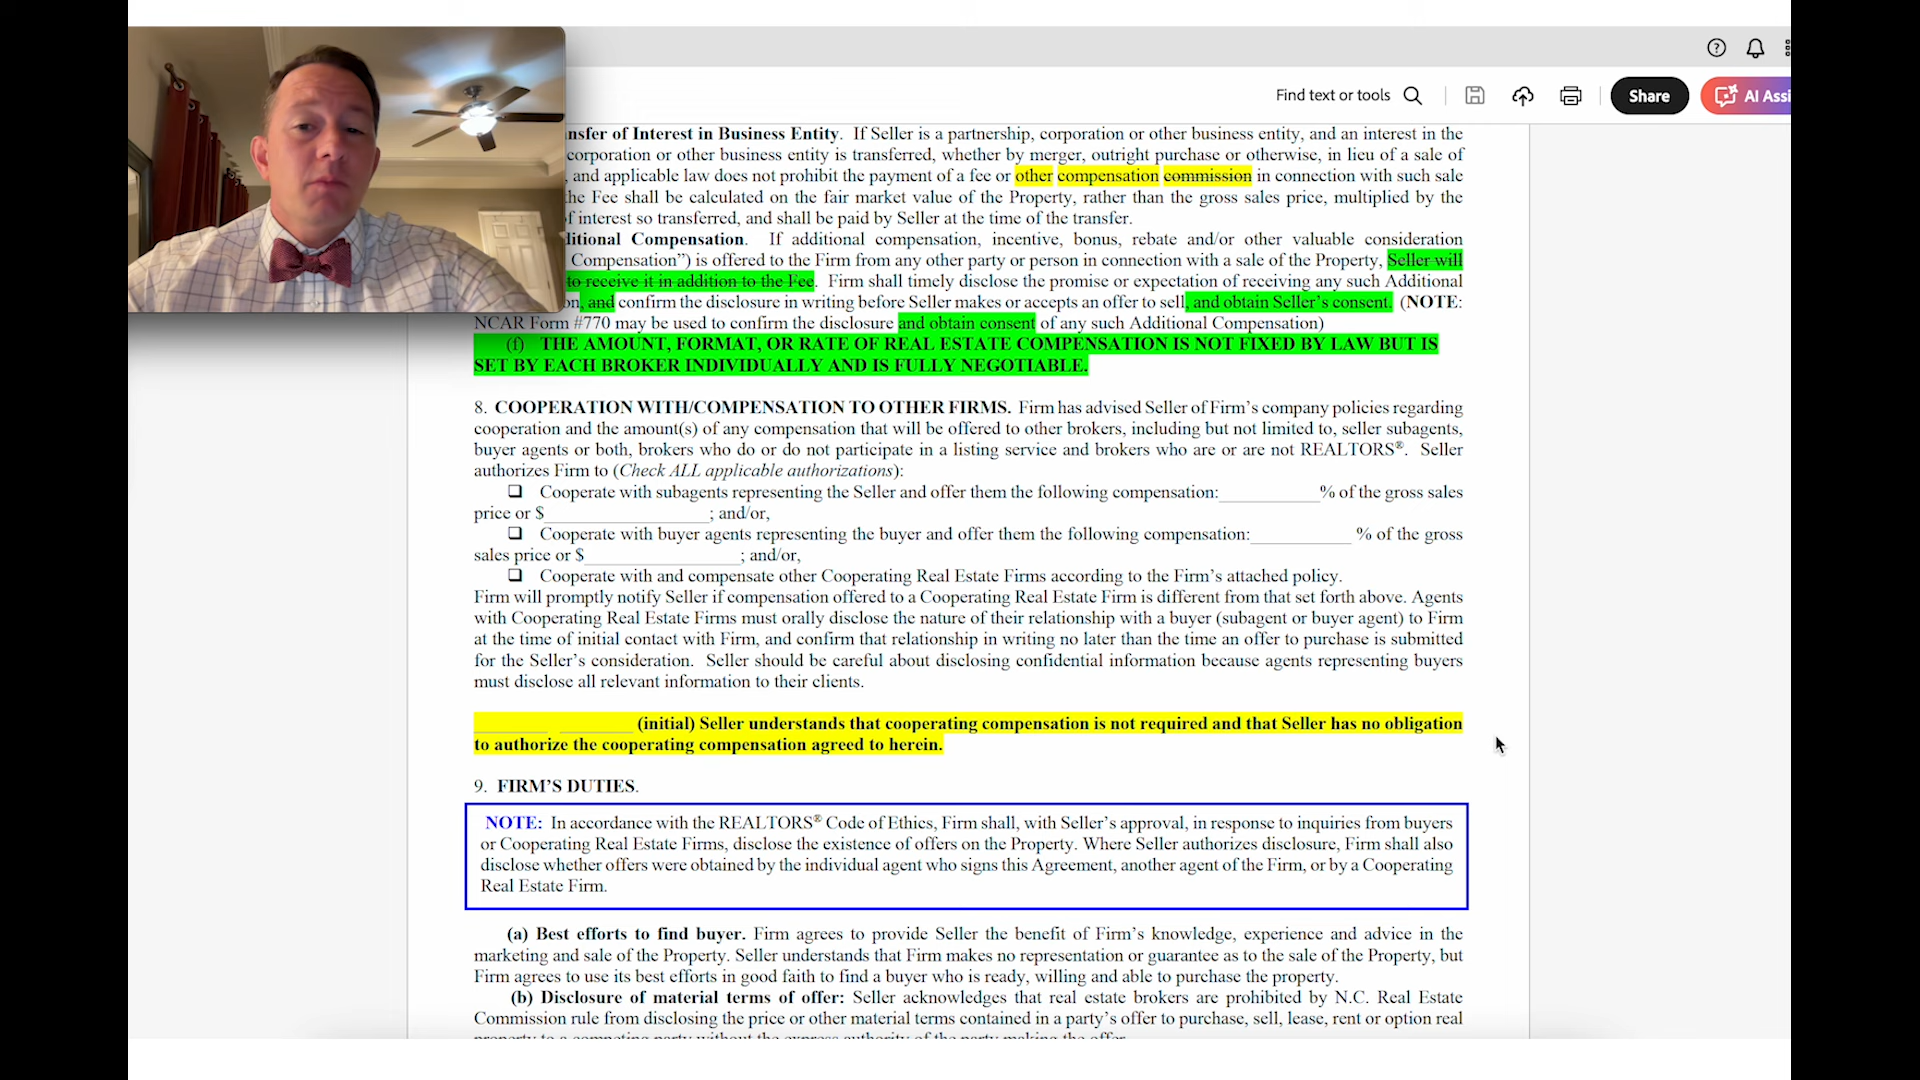 Find text or tools
Share
AI Assi
nsfer of Interest in Business Entity. If Seller is a partnership, corporation or other business entity, and an interest in the
corporation or other business entity is transferred, whether by merger, outright purchase or otherwise, in lieu of a sale of
, and applicable law does not prohibit the payment of a fee or other compensation commission in connection with such sale
he Fee shall be calculated on the fair market value of the Property, rather than the gross sales price, multiplied by the
f interest so transferred, and shall be paid by Seller at the time of the transfer.
ditional Compensation. If additional compensation, incentive, bonus, rebate and/or other valuable consideration
Compensation”) is offered to the Firm from any other party or person in connection with a sale of the Property, Seller will
to receive it in addition to the Fee. Firm shall timely disclose the promise or expectation of receiving any such Additional
on, and confirm the disclosure in writing before Seller makes or accepts an offer to sell, and obtain Seller’s consent. (NOTE:
NCAR Form #770 may be used to confirm the disclosure and obtain consent of any such Additional Compensation)
(f) THE AMOUNT, FORMAT, OR RATE OF REAL ESTATE COMPENSATION IS NOT FIXED BY LAW BUT IS
SET BY EACH BROKER INDIVIDUALLY AND IS FULLY NEGOTIABLE.
8. COOPERATION WITH/COMPENSATION TO OTHER FIRMS. Firm has advised Seller of Firm’s company policies regarding
cooperation and the amount(s) of any compensation that will be offered to other brokers, including but not limited to, seller subagents,
buyer agents or both, brokers who do or do not participate in a listing service and brokers who are or are not REALTORS®. Seller
authorizes Firm to (Check ALL applicable authorizations):
❑ Cooperate with subagents representing the Seller and offer them the following compensation:___________% of the gross sales
price or $__________________; and/or,
❑ Cooperate with buyer agents representing the buyer and offer them the following compensation:___________ % of the gross
sales price or $_________________; and/or,
❑ Cooperate with and compensate other Cooperating Real Estate Firms according to the Firm’s attached policy.
Firm will promptly notify Seller if compensation offered to a Cooperating Real Estate Firm is different from that set forth above. Agents
with Cooperating Real Estate Firms must orally disclose the nature of their relationship with a buyer (subagent or buyer agent) to Firm
at the time of initial contact with Firm, and confirm that relationship in writing no later than the time an offer to purchase is submitted
for the Seller’s consideration. Seller should be careful about disclosing confidential information because agents representing buyers
must disclose all relevant information to their clients.
________ ________ (initial) Seller understands that cooperating compensation is not required and that Seller has no obligation
to authorize the cooperating compensation agreed to herein.
9. FIRM’S DUTIES.
NOTE: In accordance with the REALTORS® Code of Ethics, Firm shall, with Seller’s approval, in response to inquiries from buyers
or Cooperating Real Estate Firms, disclose the existence of offers on the Property. Where Seller authorizes disclosure, Firm shall also
disclose whether offers were obtained by the individual agent who signs this Agreement, another agent of the Firm, or by a Cooperating
Real Estate Firm.
(a) Best efforts to find buyer. Firm agrees to provide Seller the benefit of Firm’s knowledge, experience and advice in the
marketing and sale of the Property. Seller understands that Firm makes no representation or guarantee as to the sale of the Property, but
Firm agrees to use its best efforts in good faith to find a buyer who is ready, willing and able to purchase the property.
(b) Disclosure of material terms of offer: Seller acknowledges that real estate brokers are prohibited by N.C. Real Estate
Commission rule from disclosing the price or other material terms contained in a party’s offer to purchase, sell, lease, rent or option real
property to a competing party without the express authority of the party making the offer.